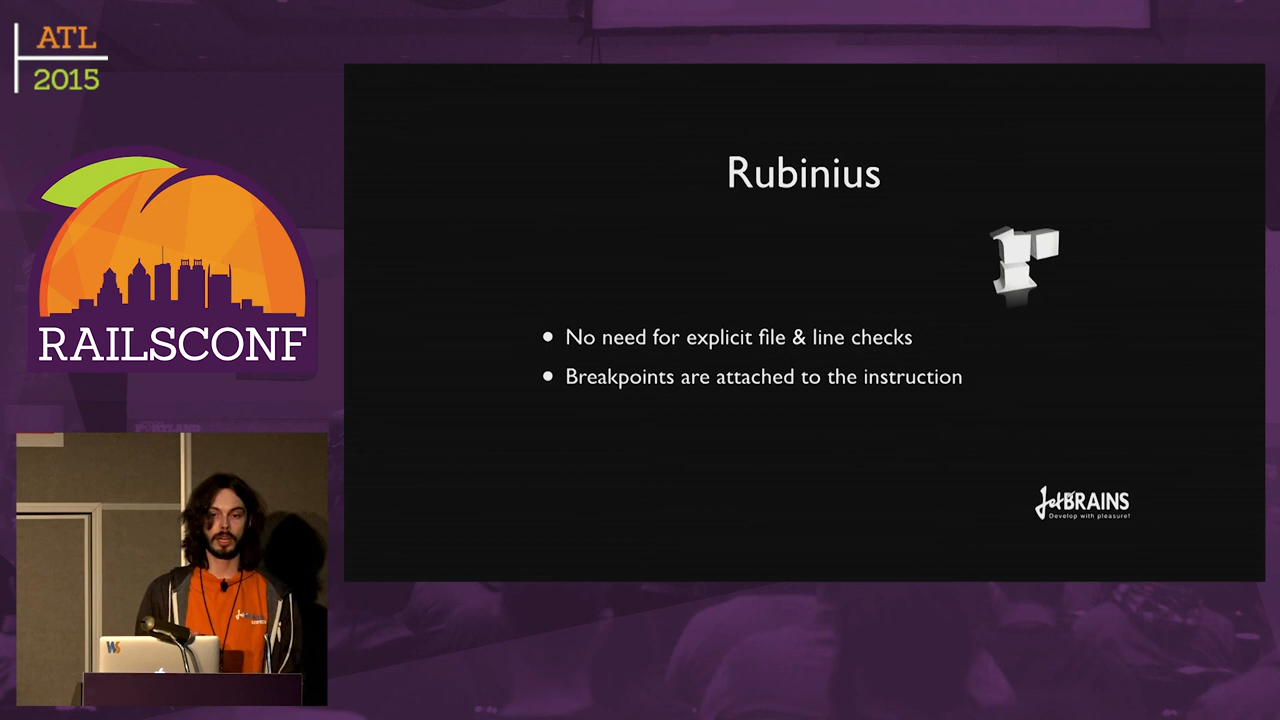 ATL
2015
RAILSCONF
Rubinius
r
• No need for explicit file & line checks
• Breakpoints are attached to the instruction
JetBRAINS
Develop with pleasure!
WS